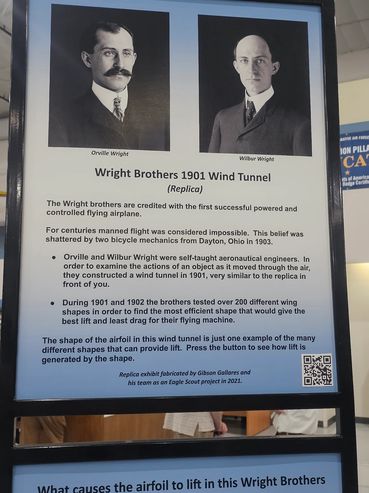 Orville Wright
Wilbur Wright
Wright Brothers 1901 Wind Tunnel
(Replica)
The Wright brothers are credited with the first successful powered and
controlled flying airplane.
For centuries manned flight was considered impossible. This belief was
shattered by two bicycle mechanics from Dayton, Ohio in 1903.
● Orville and Wilbur Wright were self-taught aeronautical engineers. In
order to examine the actions of an object as it moved through the air,
they constructed a wind tunnel in 1901, very similar to the replica in
front of you.
● During 1901 and 1902 the brothers tested over 200 different wing
shapes in order to find the most efficient shape that would give the
best lift and least drag for their flying machine.
The shape of the airfoil in this wind tunnel is just one example of the many
different shapes that can provide lift. Press the button to see how lift is
generated by the shape.
Replica exhibit fabricated by Gibson Gallares and
his team as an Eagle Scout project in 2021.
What causes the airfoil to lift in this Wright Brothers
ON PILLA
CAT